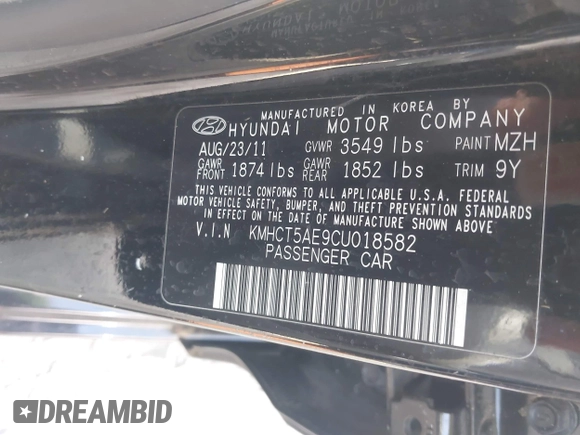 MANUFACTURED IN KOREA BY
HYUNDAI MOTOR COMPANY
AUG/23/11 GVWR 3549 lbs PAINT MZH
GAWR FRONT 1874 lbs GAWR REAR 1852 lbs TRIM 9Y
THIS VEHICLE CONFORMS TO ALL APPLICABLE U.S.A. FEDERAL
MOTOR VEHICLE SAFETY, BUMPER, AND THEFT PREVENTION STANDARDS
IN EFFECT ON THE DATE OF MANUFACTURE SHOWN ABOVE
V.I.N KMHCT5AE9CU018582
PASSENGER CAR
DREAMBID